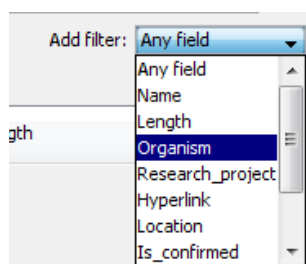 Add filter: Any field
Any field
Name
Length
gth
Organism
Research_project
Hyperlink
Location
Is_confirmed